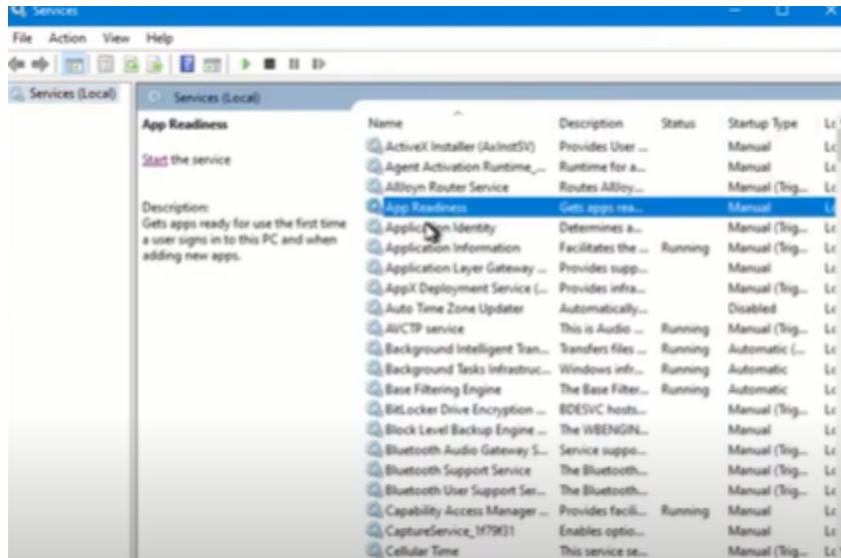 Services
File Action View Help
Services (Local)
Services (Local)
App Readiness
Start the service
Description:
Gets apps ready for use the first time
a user signs in to this PC and when
adding new apps.
Name Description Status Startup Type
ActiveX Installer (AxInstSV) Provides User ... Manual
Agent Activation Runtime_... Runtime for a... Manual
AllJoyn Router Service Routes AllJoy... Manual (Trig...
App Readiness Gets apps rea... Manual
Application Identity Determines a... Manual (Trig...
Application Information Facilitates the ... Running Manual (Trig...
Application Layer Gateway ... Provides supp... Manual
AppX Deployment Service (... Provides infra... Manual (Trig...
Auto Time Zone Updater Automatically... Disabled
AVCTP service This is Audio ... Running Manual (Trig...
Background Intelligent Tran... Transfers files ... Running Automatic (...
Background Tasks Infrastruc... Windows infr... Running Automatic
Base Filtering Engine The Base Filter... Running Automatic
BitLocker Drive Encryption ... BDESVC hosts... Manual (Trig...
Block Level Backup Engine ... The WBENGIN... Manual
Bluetooth Audio Gateway S... Service suppo... Manual (Trig...
Bluetooth Support Service The Bluetooth... Manual (Trig...
Bluetooth User Support Ser... The Bluetooth... Manual (Trig...
Capability Access Manager ... Provides facili... Running Manual
CaptureService_1f79f31 Enables optio... Manual
Cellular Time This service se... Manual (Trig...